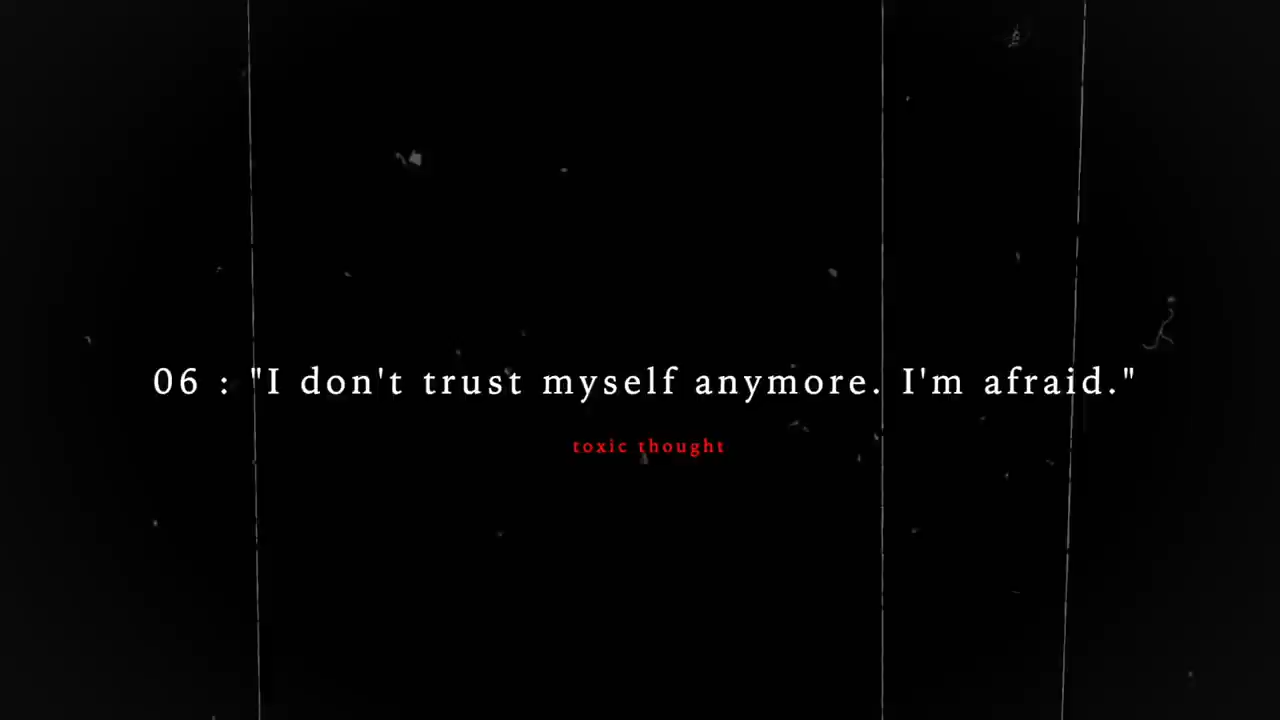 06 : "I don't trust myself anymore. I'm afraid."
toxic thought